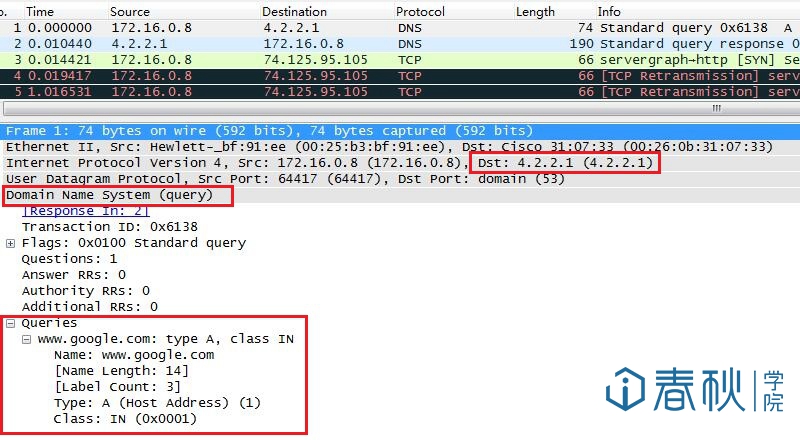 o. Time Source Destination Protocol Length Info
1 0.000000 172.16.0.8 4.2.2.1 DNS 74 Standard query 0x6138 A
2 0.010440 4.2.2.1 172.16.0.8 DNS 190 Standard query response 0
3 0.014421 172.16.0.8 74.125.95.105 TCP 66 servergraph→http [SYN] Se
4 0.019417 172.16.0.8 74.125.95.105 TCP 66 [TCP Retransmission] serv
5 1.016531 172.16.0.8 74.125.95.105 TCP 66 [TCP Retransmission] serv
Frame 1: 74 bytes on wire (592 bits), 74 bytes captured (592 bits)
Ethernet II, Src: Hewlett-_bf:91:ee (00:25:b3:bf:91:ee), Dst: Cisco_31:07:33 (00:26:0b:31:07:33)
Internet Protocol Version 4, Src: 172.16.0.8 (172.16.0.8), Dst: 4.2.2.1 (4.2.2.1)
User Datagram Protocol, Src Port: 64417 (64417), Dst Port: domain (53)
Domain Name System (query)
[Response In: 2]
Transaction ID: 0x6138
Flags: 0x0100 Standard query
Questions: 1
Answer RRs: 0
Authority RRs: 0
Additional RRs: 0
Queries
www.google.com: type A, class IN
Name: www.google.com
[Name Length: 14]
[Label Count: 3]
Type: A (Host Address) (1)
Class: IN (0x0001)
春秋学院